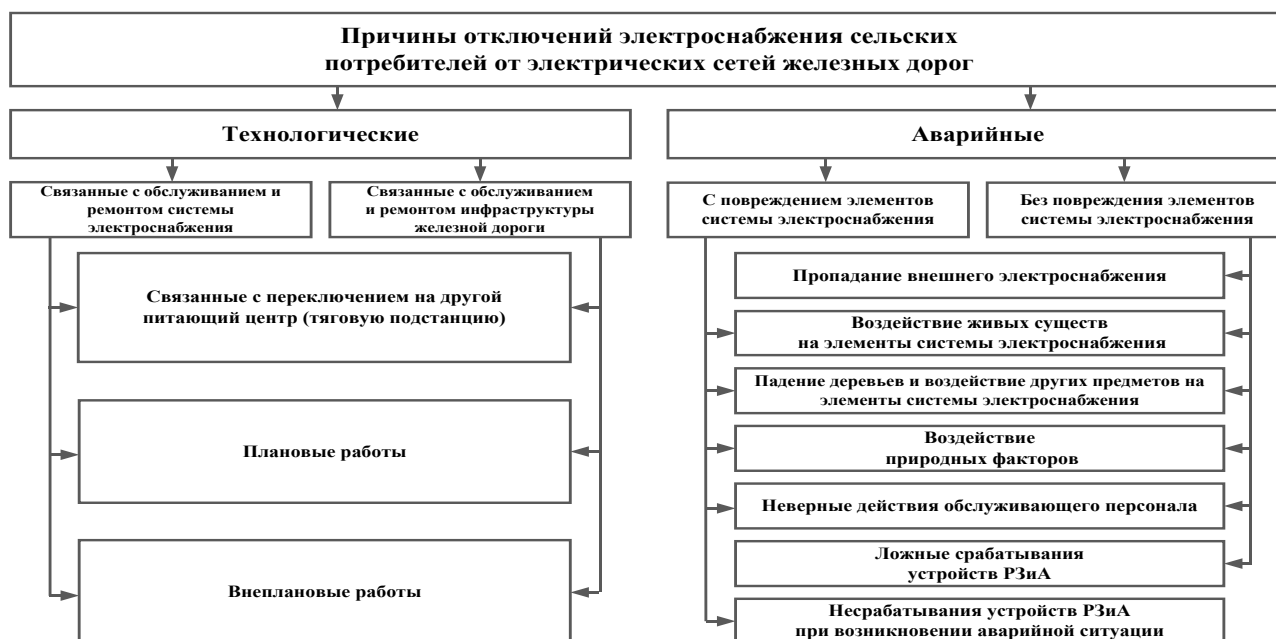 Причины отключений электроснабжения сельских
потребителей от электрических сетей железных дорог
Технологические
Аварийные
Связанные с обслуживанием и
ремонтом системы
электроснабжения
Связанные с обслуживанием
и ремонтом инфраструктуры
железной дороги
С повреждением элементов
системы электроснабжения
Без повреждения элементов
системы электроснабжения
Связанные с переключением на другой
питающий центр (тяговую подстанцию)
Плановые работы
Внеплановые работы
Пропадание внешнего электроснабжения
Воздействие живых существ
на элементы системы электроснабжения
Падение деревьев и воздействие других предметов на
элементы системы электроснабжения
Воздействие
природных факторов
Неверные действия обслуживающего персонала
Ложные срабатывания
устройств РЗиА
Несрабатывания устройств РЗиА
при возникновении аварийной ситуации